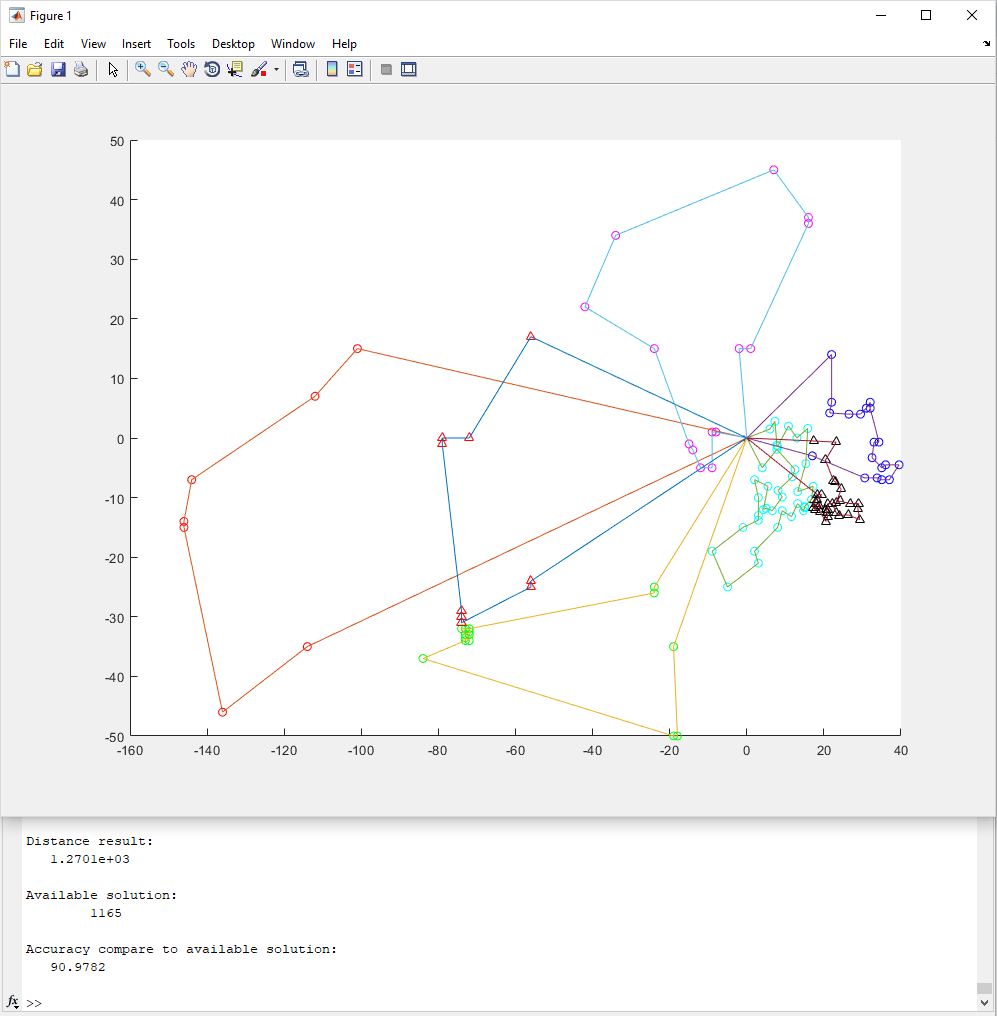 Figure 1
File Edit View Insert Tools Desktop Window Help
50
40
30
20
10
0
-10
-20
-30
-40
-50
-160 -140 -120 -100 -80 -60 -40 -20 0 20 40
Distance result:
1.2701e+03
Available solution:
1165
Accuracy compare to available solution:
90.9782
fx >>